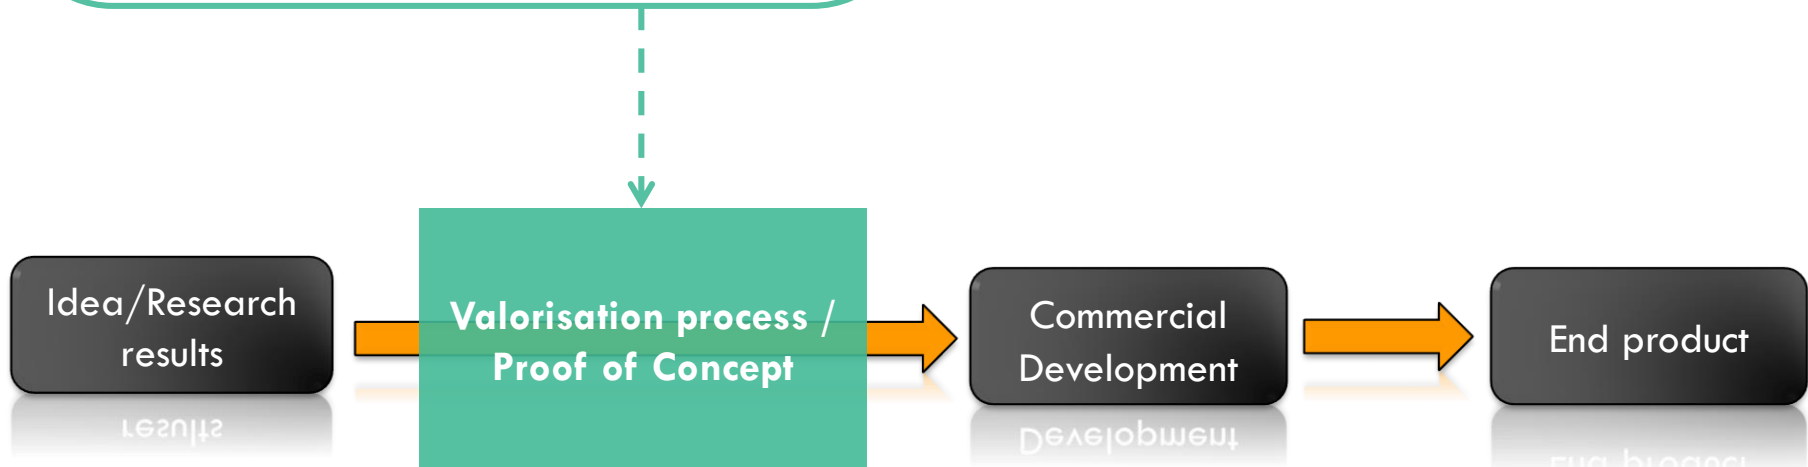 Idea/Research
results
Valorisation process /
Proof of Concept
Commercial
Development
End product